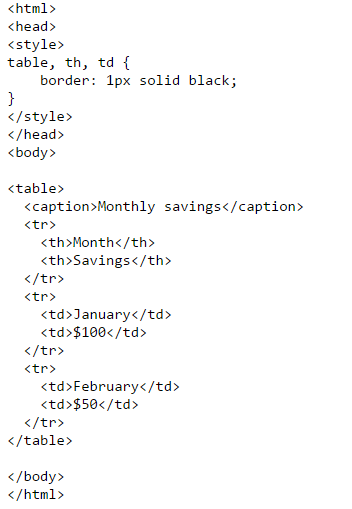 <html>
<head>
<style>
table, th, td {
    border: 1px solid black;
}
</style>
</head>
<body>

<table>
  <caption>Monthly savings</caption>
  <tr>
    <th>Month</th>
    <th>Savings</th>
  </tr>
  <tr>
    <td>January</td>
    <td>$100</td>
  </tr>
  <tr>
    <td>February</td>
    <td>$50</td>
  </tr>
</table>

</body>
</html>